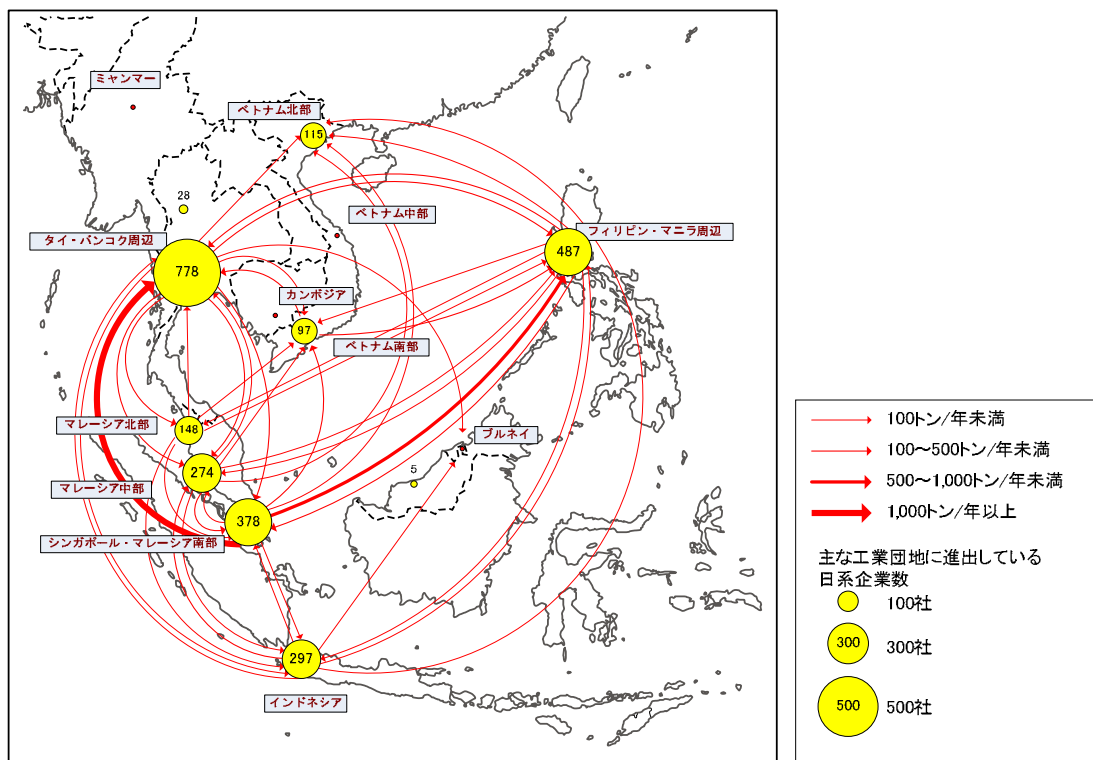 ミャンマー
ベトナム北部
115
28
ベトナム中部
タイ・バンコク周辺
フィリピン・マニラ周辺
487
778
カンボジア
97
ベトナム南部
マレーシア北部
148
ブルネイ
274
5
マレーシア中部
378
シンガポール・マレーシア南部
297
インドネシア
100トン/年未満
100～500トン/年未満
500～1,000トン/年未満
1,000トン/年以上
主な工業団地に進出している
日系企業数
100社
300
300社
500
500社